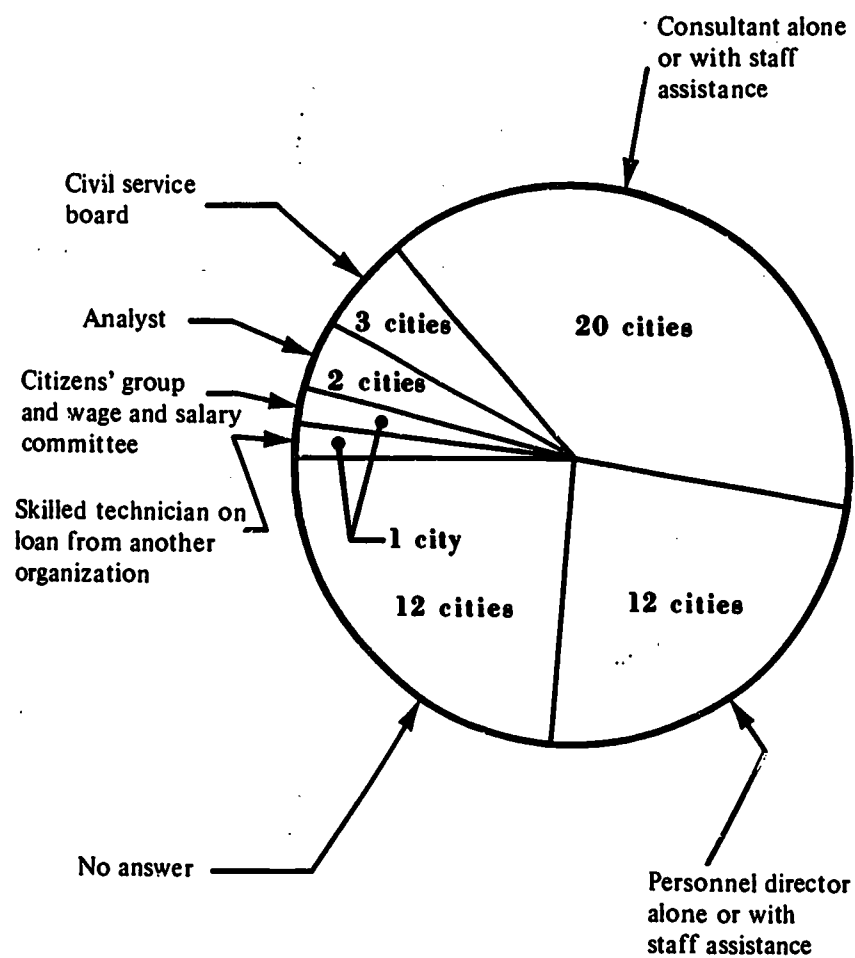 Consultant alone
or with staff
assistance
Civil service
board
3 cities
20 cities
Analyst
2 cities
Citizens' group
and wage and salary
committee
Skilled technician on
loan from another
organization
1 city
12 cities
12 cities
No answer
Personnel director
alone or with
staff assistance